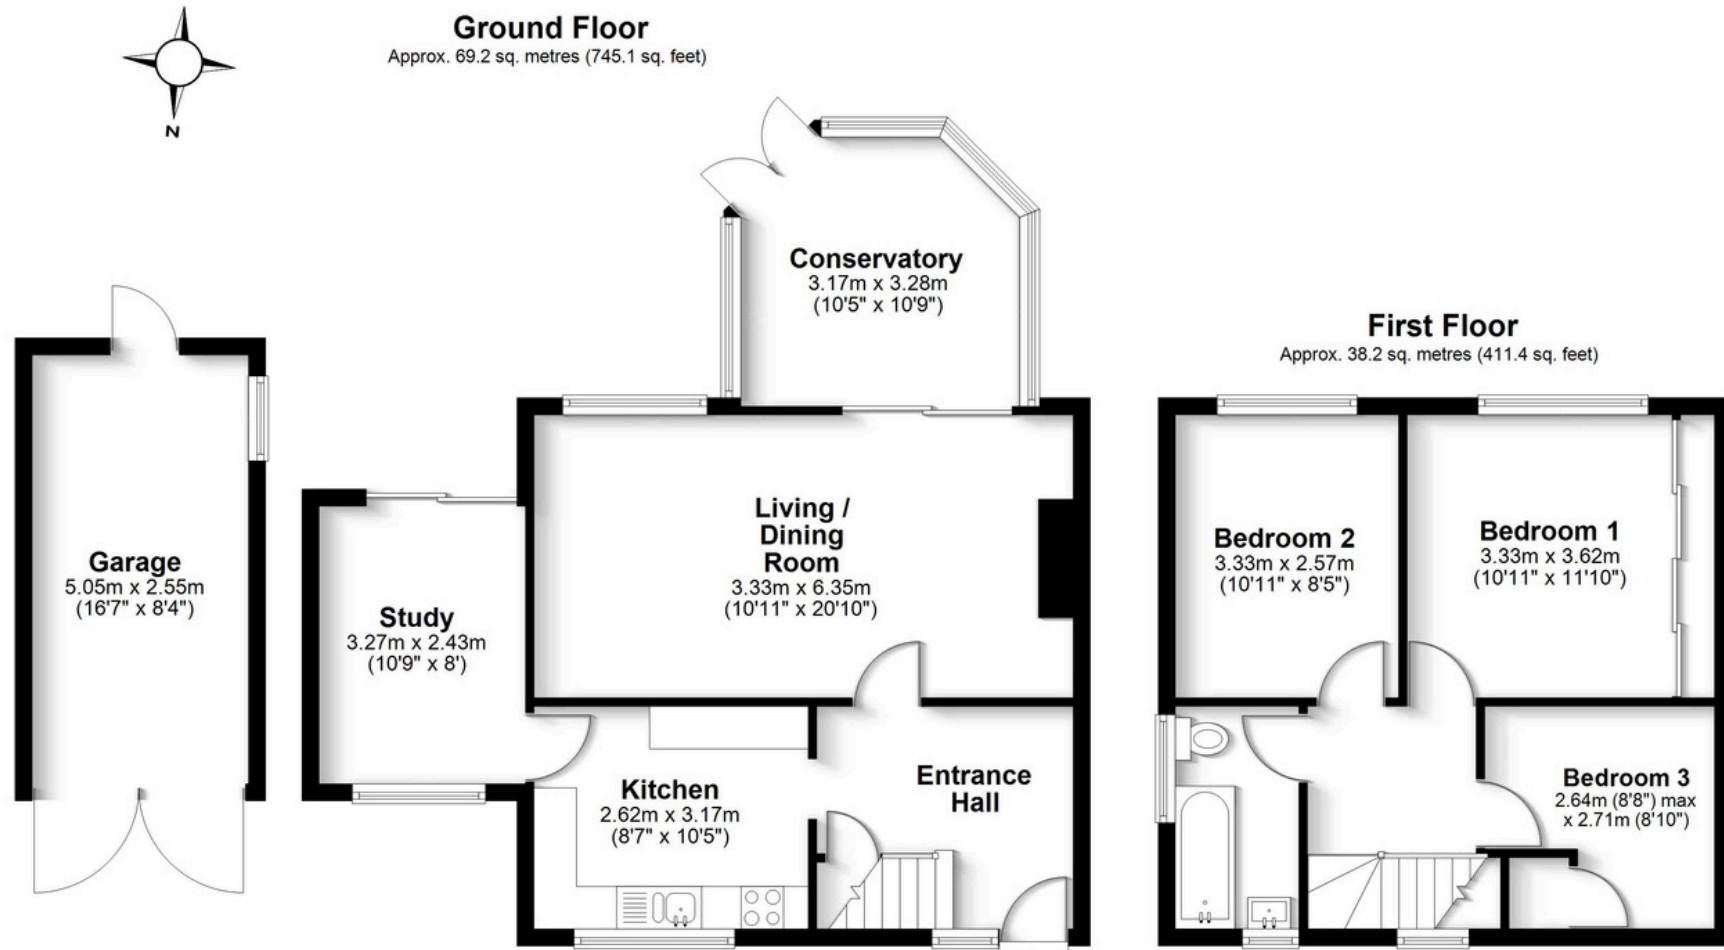 Ground Floor
Approx. 69.2 sq. metres (745.1 sq. feet)
N
Conservatory
3.17m x 3.28m
(10'5" x 10'9")
First Floor
Approx. 38.2 sq. metres (411.4 sq. feet)
Garage
5.05m x 2.55m
(16'7" x 8'4")
Study
3.27m x 2.43m
(10'9" x 8')
Living /
Dining
Room
3.33m x 6.35m
(10'11" x 20'10")
Kitchen
2.62m x 3.17m
(8'7" x 10'5")
Entrance
Hall
Bedroom 2
3.33m x 2.57m
(10'11" x 8'5")
Bedroom 1
3.33m x 3.62m
(10'11" x 11'10")
Bedroom 3
2.64m (8'8") max
x 2.71m (8'10")